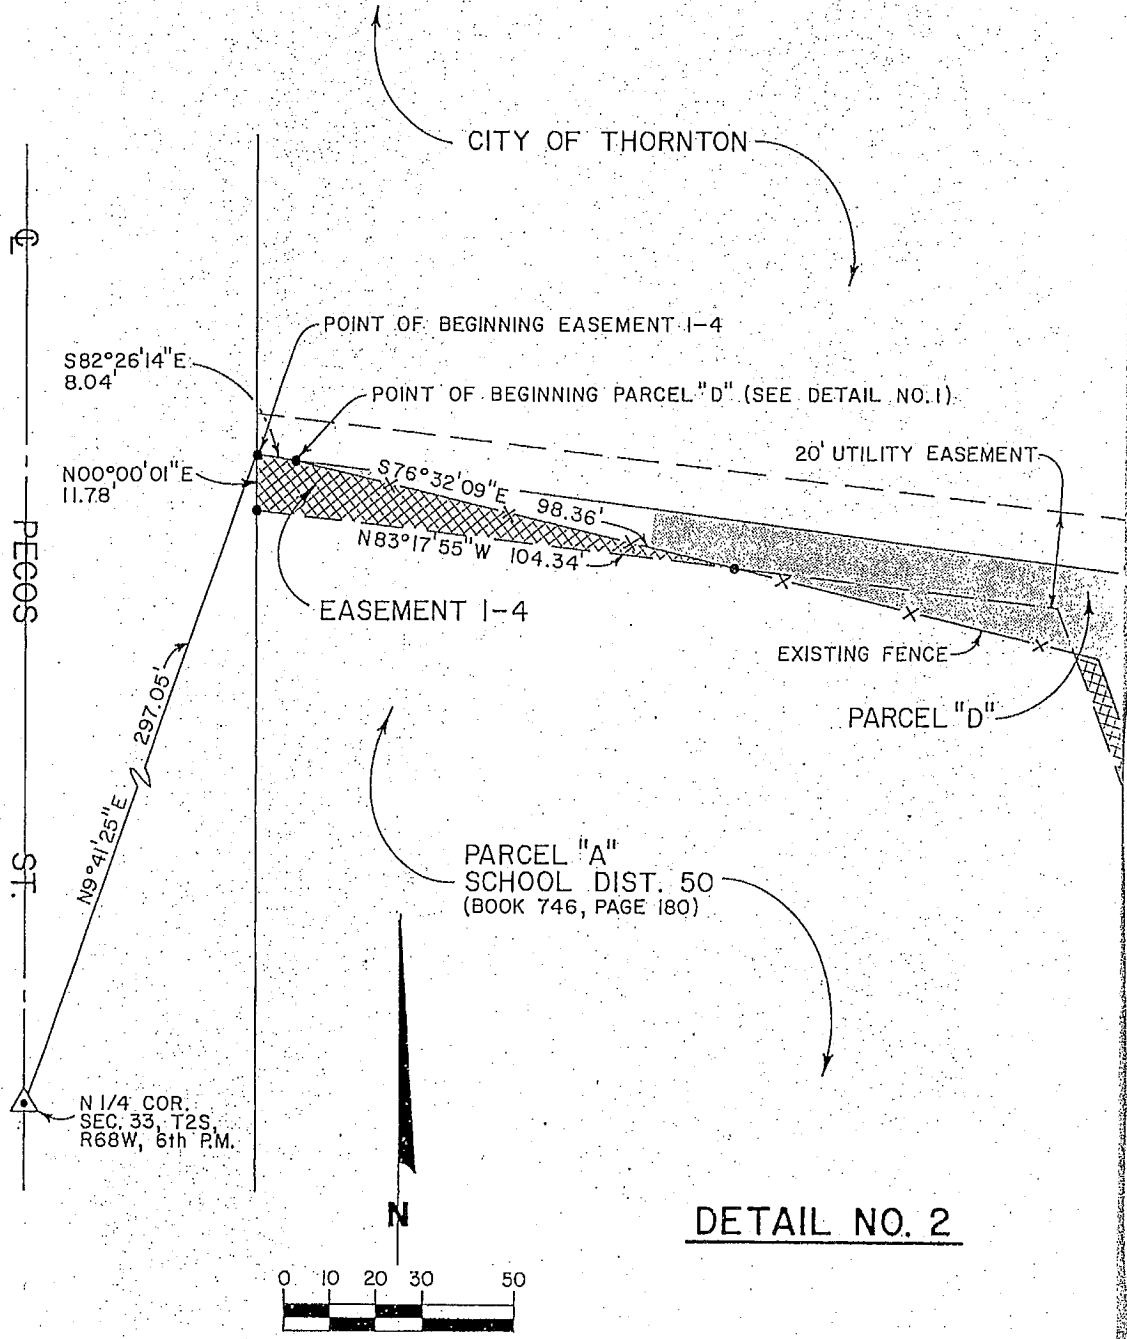 CITY OF THORNTON
℄
POINT OF BEGINNING EASEMENT 1-4
S82°26'14"E
8.04'
POINT OF BEGINNING PARCEL "D" (SEE DETAIL NO.1)
20' UTILITY EASEMENT
N00°00'01"E
11.78'
S76°32'09"E
98.36'
N83°17'55"W 104.34'
PECOS ST.
EASEMENT 1-4
EXISTING FENCE
PARCEL "D"
N9°41'25"E 297.05'
PARCEL "A"
SCHOOL DIST. 50
(BOOK 746, PAGE 180)
N 1/4 COR.
SEC. 33, T2S,
R68W, 6th P.M.
N
DETAIL NO. 2
0 10 20 30 50